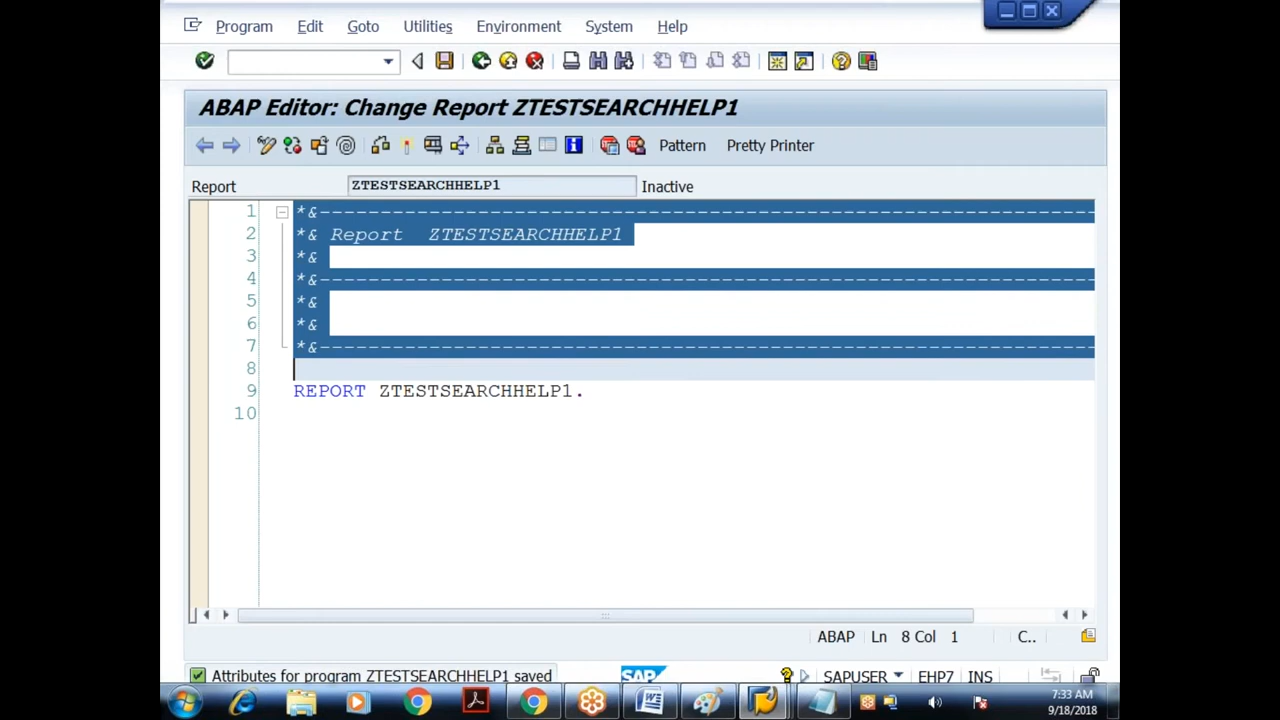 Program Edit Goto Utilities Environment System Help
ABAP Editor: Change Report ZTESTSEARCHHELP1
Pattern Pretty Printer
Report ZTESTSEARCHHELP1 Inactive
1 *&---------------------------------------------------------------------
2 *& Report ZTESTSEARCHHELP1
3 *&
4 *&---------------------------------------------------------------------
5 *&
6 *&
7 *&---------------------------------------------------------------------
8
9 REPORT ZTESTSEARCHHELP1.
10
ABAP Ln 8 Col 1 C..
Attributes for program ZTESTSEARCHHELP1 saved SAP SAPUSER EHP7 INS
7:33 AM
9/18/2018